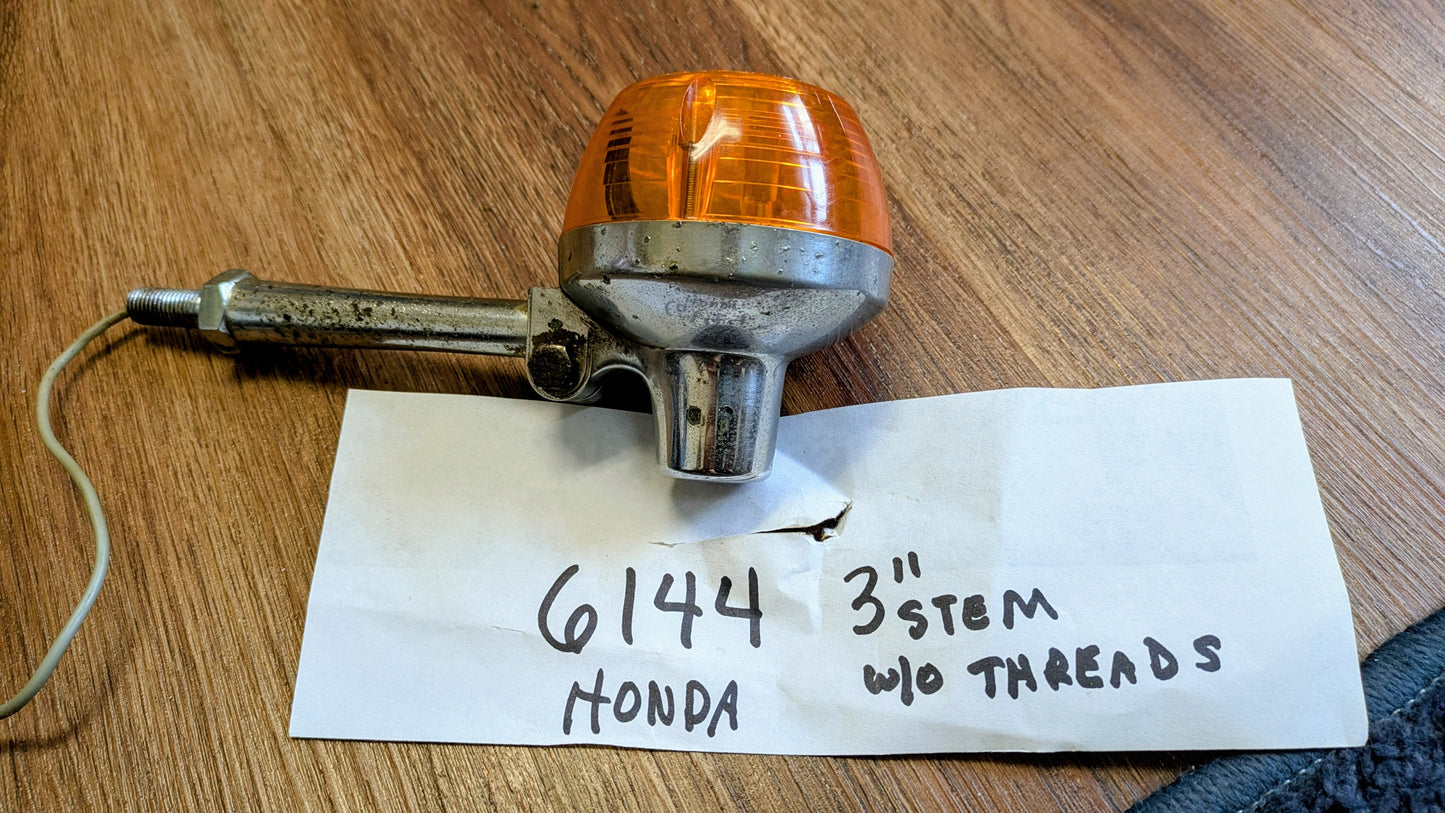 6144
HONDA
3" STEM
W/O THREADS